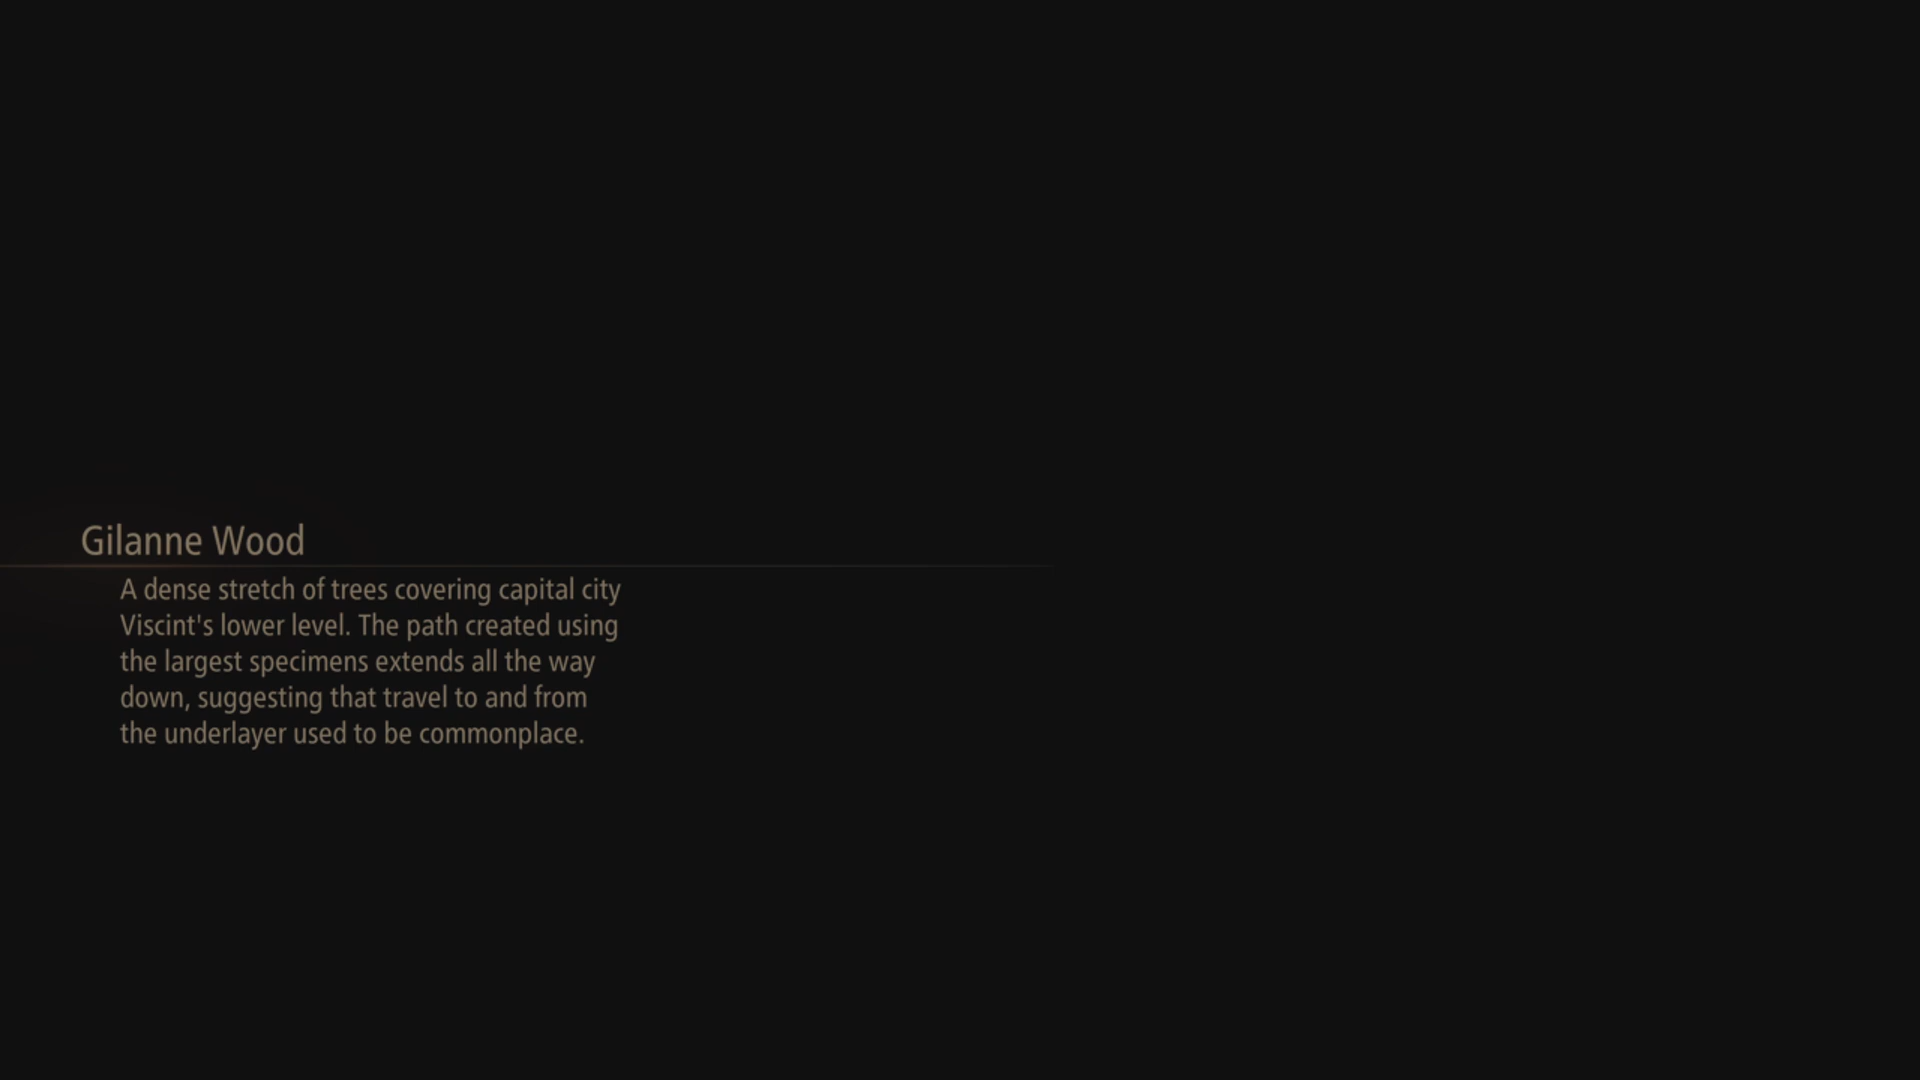 Gilanne Wood
A dense stretch of trees covering capital city
Viscint's lower level. The path created using
the largest specimens extends all the way
down, suggesting that travel to and from
the underlayer used to be commonplace.